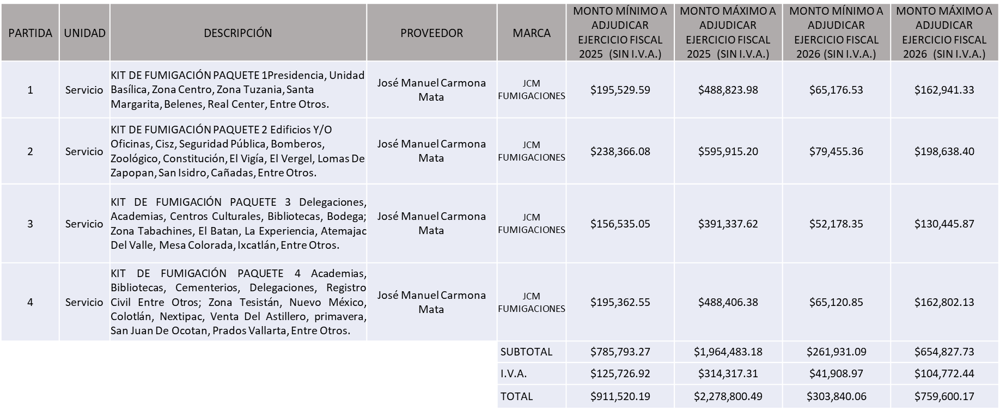 PARTIDA
UNIDAD
DESCRIPCIÓN
PROVEEDOR
MARCA
MONTO MÍNIMO A
ADJUDICAR
EJERCICIO FISCAL
2025 (SIN I.V.A.)
MONTO MÁXIMO A
ADJUDICAR
EJERCICIO FISCAL
2025 (SIN I.V.A.)
MONTO MÍNIMO A
ADJUDICAR
EJERCICIO FISCAL
2026 (SIN I.V.A.)
MONTO MÁXIMO A
ADJUDICAR
EJERCICIO FISCAL
2026 (SIN I.V.A.)
1
Servicio
KIT DE FUMIGACIÓN PAQUETE 1Presidencia, Unidad
Basílica, Zona Centro, Zona Tuzania, Santa
Margarita, Belenes, Real Center, Entre Otros.
José Manuel Carmona
Mata
JCM
FUMIGACIONES
$195,529.59
$488,823.98
$65,176.53
$162,941.33
2
Servicio
KIT DE FUMIGACIÓN PAQUETE 2 Edificios Y/O
Oficinas, Cisz, Seguridad Pública, Bomberos,
Zoológico, Constitución, El Vigía, El Vergel, Lomas De
Zapopan, San Isidro, Cañadas, Entre Otros.
José Manuel Carmona
Mata
JCM
FUMIGACIONES
$238,366.08
$595,915.20
$79,455.36
$198,638.40
3
Servicio
KIT DE FUMIGACIÓN PAQUETE 3 Delegaciones,
Academias, Centros Culturales, Bibliotecas, Bodega;
Zona Tabachines, El Batan, La Experiencia, Atemajac
Del Valle, Mesa Colorada, Ixcatlán, Entre Otros.
José Manuel Carmona
Mata
JCM
FUMIGACIONES
$156,535.05
$391,337.62
$52,178.35
$130,445.87
4
Servicio
KIT DE FUMIGACIÓN PAQUETE 4 Academias,
Bibliotecas, Cementerios, Delegaciones, Registro
Civil Entre Otros; Zona Tesistán, Nuevo México,
Colotlán, Nextipac, Venta Del Astillero, primavera,
San Juan De Ocotan, Prados Vallarta, Entre Otros.
José Manuel Carmona
Mata
JCM
FUMIGACIONES
$195,362.55
$488,406.38
$65,120.85
$162,802.13
SUBTOTAL
$785,793.27
$1,964,483.18
$261,931.09
$654,827.73
I.V.A.
$125,726.92
$314,317.31
$41,908.97
$104,772.44
TOTAL
$911,520.19
$2,278,800.49
$303,840.06
$759,600.17